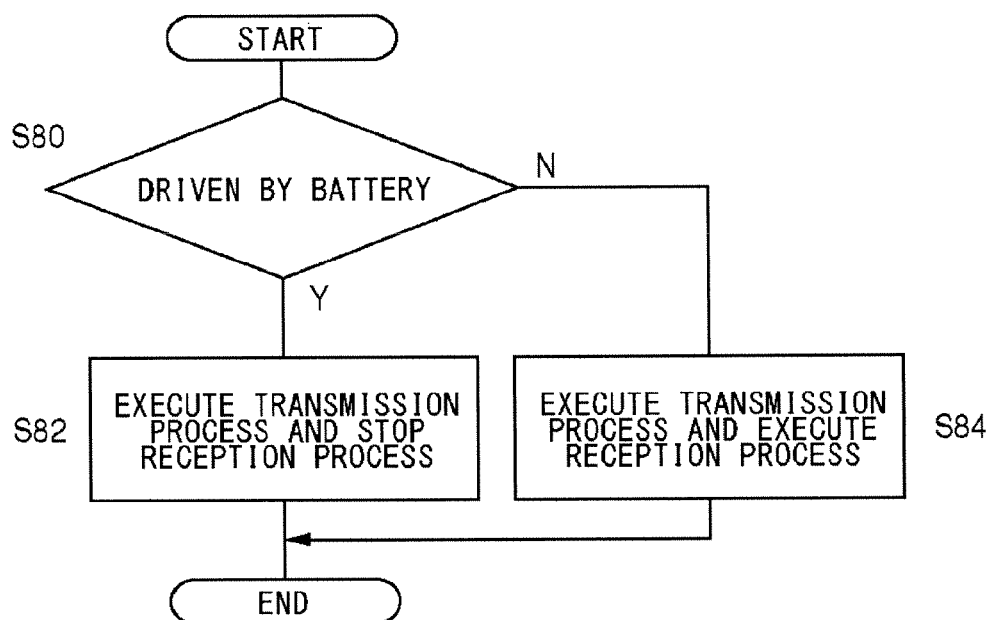 START
S80
DRIVEN BY BATTERY
N
Y
S82
EXECUTE TRANSMISSION
PROCESS AND STOP
RECEPTION PROCESS
EXECUTE TRANSMISSION
PROCESS AND EXECUTE
RECEPTION PROCESS
S84
END